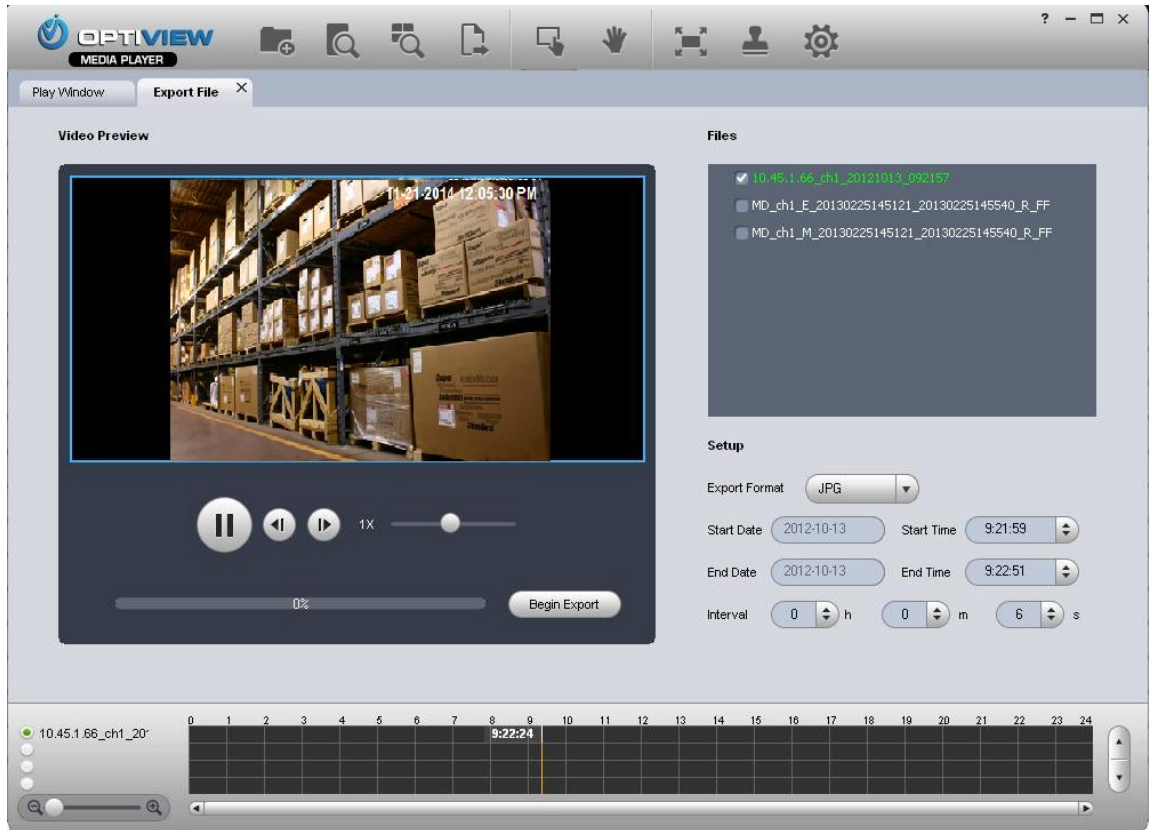 OPTIVIEW
MEDIA PLAYER
? – □ ×
Play Window
Export File ×
Video Preview
11-21-2014 12:05:30 PM
1X
0%
Begin Export
Files
10.45.1.66_ch1_20121013_092157
MD_ch1_E_20130225145121_20130225145540_R_FF
MD_ch1_M_20130225145121_20130225145540_R_FF
Setup
Export Format JPG
Start Date 2012-10-13 Start Time 9:21:59
End Date 2012-10-13 End Time 9:22:51
Interval 0 h 0 m 6 s
0 1 2 3 4 5 6 7 8 9 10 11 12 13 14 15 16 17 18 19 20 21 22 23 24
10.45.1.66_ch1_20
9:22:24